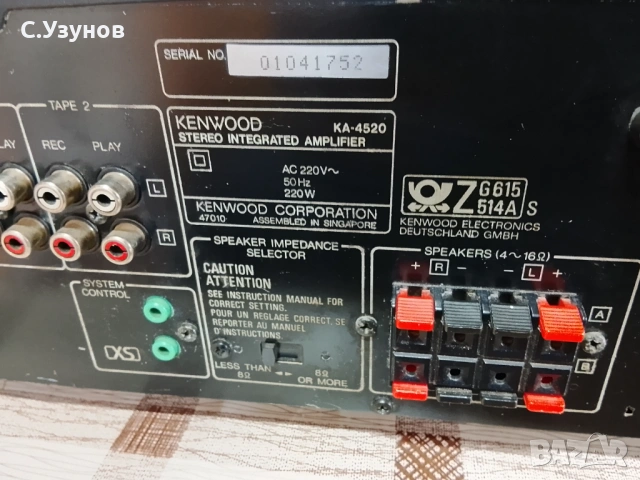 С.Узунов
SERIAL NO. 01041752
TAPE 2
REC PLAY
L
R
KENWOOD KA-4520
STEREO INTEGRATED AMPLIFIER
AC 220V~
50Hz
220W
KENWOOD CORPORATION
47010 ASSEMBLED IN SINGAPORE
Z G615
514A S
KENWOOD ELECTRONICS
DEUTSCHLAND GMBH
SPEAKER IMPEDANCE
SELECTOR
CAUTION
ATTENTION
SEE INSTRUCTION MANUAL FOR
CORRECT SETTING.
POUR UN REGLAGE CORRECT, SE
REPORTER AU MANUEL
D'INSTRUCTIONS
LESS THAN
8Ω
8Ω
OR MORE
SYSTEM
CONTROL
XS
SPEAKERS (4~16Ω)
+ R − − L +
A
B
BAZAR